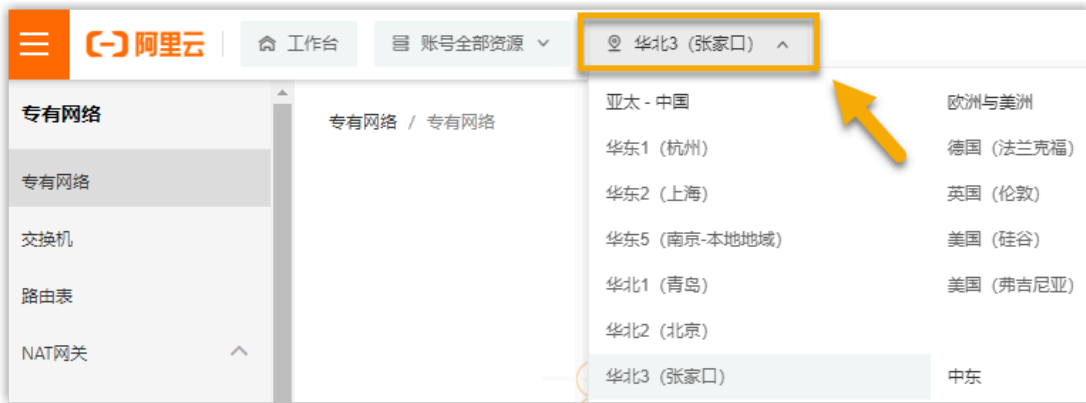 阿里云
工作台
账号全部资源
华北3（张家口）
专有网络
专有网络
交换机
路由表
NAT网关
专有网络 / 专有网络
亚太 - 中国
华东1（杭州）
华东2（上海）
华东5（南京-本地地域）
华北1（青岛）
华北2（北京）
华北3（张家口）
欧洲与美洲
德国（法兰克福）
英国（伦敦）
美国（硅谷）
美国（弗吉尼亚）
中东